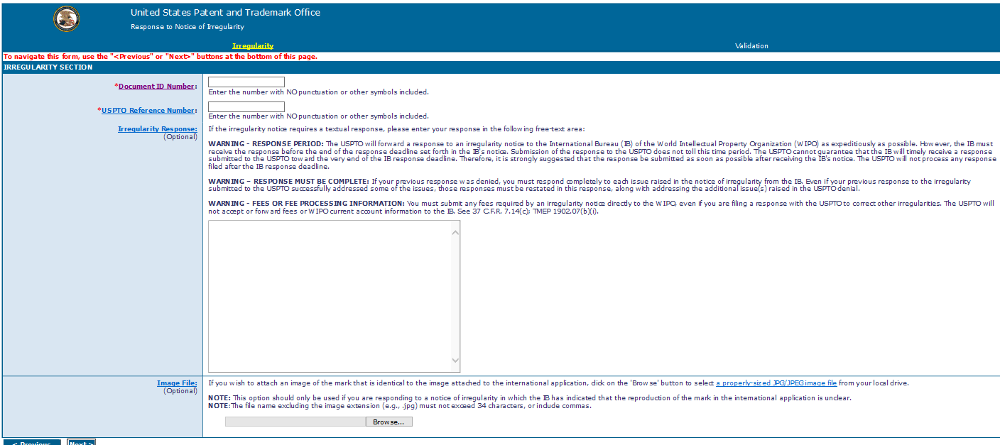 United States Patent and Trademark Office
Response to Notice of Irregularity
Irregularity Validation
To navigate this form, use the "<Previous" or "Next>" buttons at the bottom of this page.
IRREGULARITY SECTION
*Document ID Number:
Enter the number with NO punctuation or other symbols included.
*USPTO Reference Number:
Enter the number with NO punctuation or other symbols included.
Irregularity Response:
(Optional)
If the irregularity notice requires a textual response, please enter your response in the following free-text area:
WARNING - RESPONSE PERIOD: The USPTO will forward a response to an irregularity notice to the International Bureau (IB) of the World Intellectual Property Organization (WIPO) as expeditiously as possible. However, the IB must
receive the response before the end of the response deadline set forth in the IB's notice. Submission of the response to the USPTO does not toll this time period. The USPTO cannot guarantee that the IB will timely receive a response
submitted to the USPTO toward the very end of the IB response deadline. Therefore, it is strongly suggested that the response be submitted as soon as possible after receiving the IB's notice. The USPTO will not process any response
filed after the IB response deadline.
WARNING – RESPONSE MUST BE COMPLETE: If your previous response was denied, you must respond completely to each issue raised in the notice of irregularity from the IB. Even if your previous response to the irregularity
submitted to the USPTO successfully addressed some of the issues, those responses must be restated in this response, along with addressing the additional issue(s) raised in the USPTO denial.
WARNING - FEES OR FEE PROCESSING INFORMATION: You must submit any fees required by an irregularity notice directly to the WIPO, even if you are filing a response with the USPTO to correct other irregularities. The USPTO will
not accept or forward fees or WIPO current account information to the IB. See 37 C.F.R. 7.14(c); TMEP 1902.07(b)(i).
Image File:
(Optional)
If you wish to attach an image of the mark that is identical to the image attached to the international application, click on the 'Browse' button to select a properly-sized JPG/JPEG image file from your local drive.
NOTE: This option should only be used if you are responding to a notice of irregularity in which the IB has indicated that the reproduction of the mark in the international application is unclear.
NOTE:The file name excluding the image extension (e.g., .jpg) must not exceed 34 characters, or include commas.
Browse...
< Previous Next >